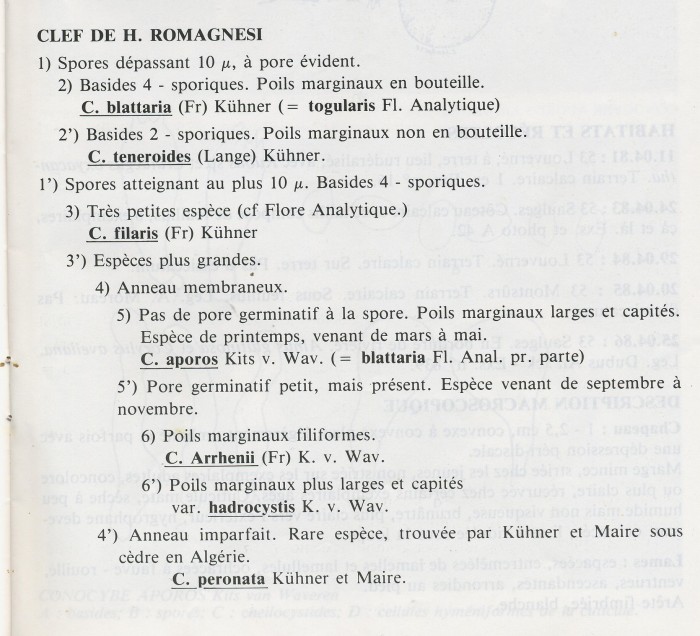 CLEF DE H. ROMAGNESI
1) Spores dépassant 10 µ, à pore évident.
2) Basides 4 - sporiques. Poils marginaux en bouteille.
C. blattaria (Fr) Kühner (= togularis Fl. Analytique)
2') Basides 2 - sporiques. Poils marginaux non en bouteille.
C. teneroides (Lange) Kühner.
1') Spores atteignant au plus 10 µ. Basides 4 - sporiques.
3) Très petites espèce (cf Flore Analytique.)
C. filaris (Fr) Kühner
3') Espèces plus grandes.
4) Anneau membraneux.
5) Pas de pore germinatif à la spore. Poils marginaux larges et capités.
Espèce de printemps, venant de mars à mai.
C. aporos Kits v. Wav. (= blattaria Fl. Anal. pr. parte)
5') Pore germinatif petit, mais présent. Espèce venant de septembre à
novembre.
6) Poils marginaux filiformes.
C. Arrhenii (Fr) K. v. Wav.
6') Poils marginaux plus larges et capités
var. hadrocystis K. v. Wav.
4') Anneau imparfait. Rare espèce, trouvée par Kühner et Maire sous
cèdre en Algérie.
C. peronata Kühner et Maire.